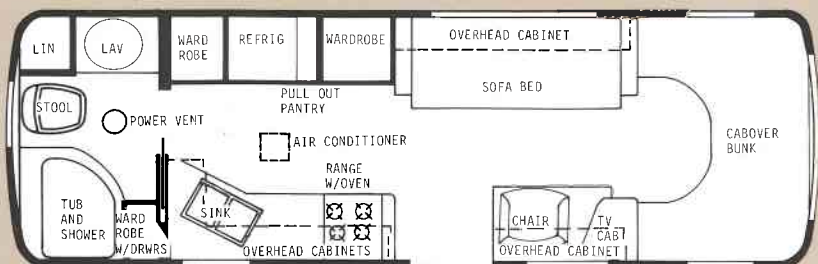 LIN
LAV
WARD
ROBE
REFRIG
WARDROBE
OVERHEAD CABINET
SOFA BED
PULL OUT
PANTRY
STOOL
POWER VENT
AIR CONDITIONER
CABOVER
BUNK
RANGE
W/OVEN
TUB
AND
SHOWER
WARD
ROBE
W/DRWRS
SINK
OVERHEAD CABINETS
CHAIR
TV
CAB
OVERHEAD CABINET